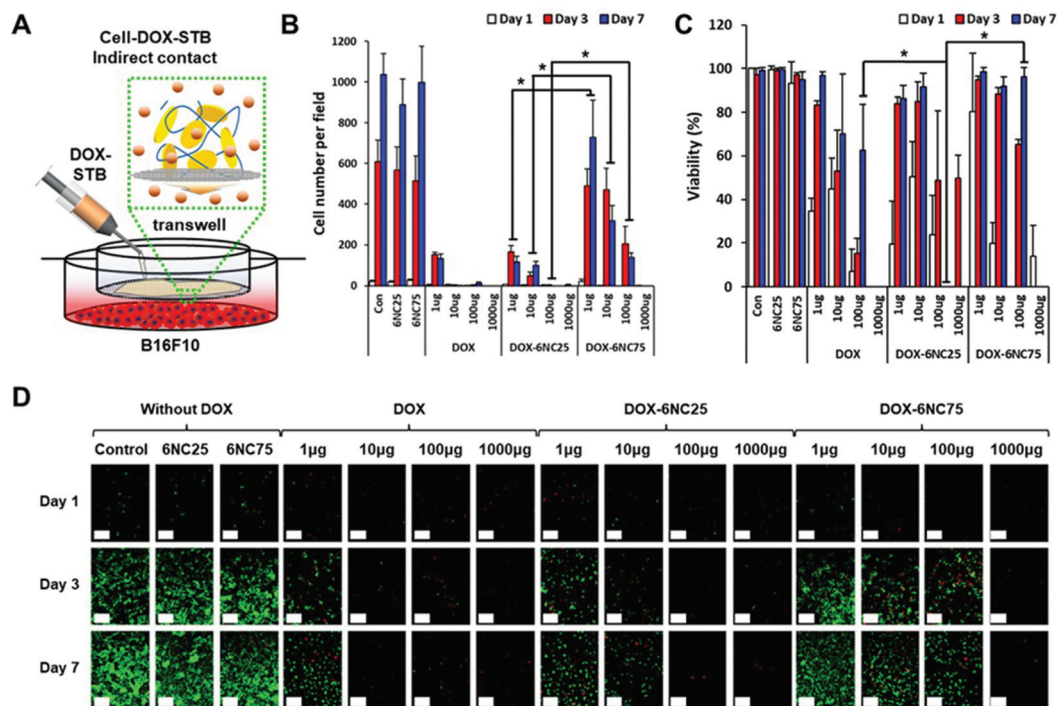 A
Cell-DOX-STB
Indirect contact
DOX-
STB
transwell
B16F10
B
Day 1 Day 3 Day 7
Cell number per field
1200
1000
800
600
400
200
0
* * *
Con 6NC25 6NC75 1ug 10ug 100ug 1000ug 1ug 10ug 100ug 1000ug 1ug 10ug 100ug 1000ug
DOX DOX-6NC25 DOX-6NC75
C
Day 1 Day 3 Day 7
Viability (%)
120
100
80
60
40
20
0
* *
Con 6NC25 6NC75 1ug 10ug 100ug 1000ug 1ug 10ug 100ug 1000ug 1ug 10ug 100ug 1000ug
DOX DOX-6NC25 DOX-6NC75
D
Without DOX DOX DOX-6NC25 DOX-6NC75
Control 6NC25 6NC75 1µg 10µg 100µg 1000µg 1µg 10µg 100µg 1000µg 1µg 10µg 100µg 1000µg
Day 1
Day 3
Day 7